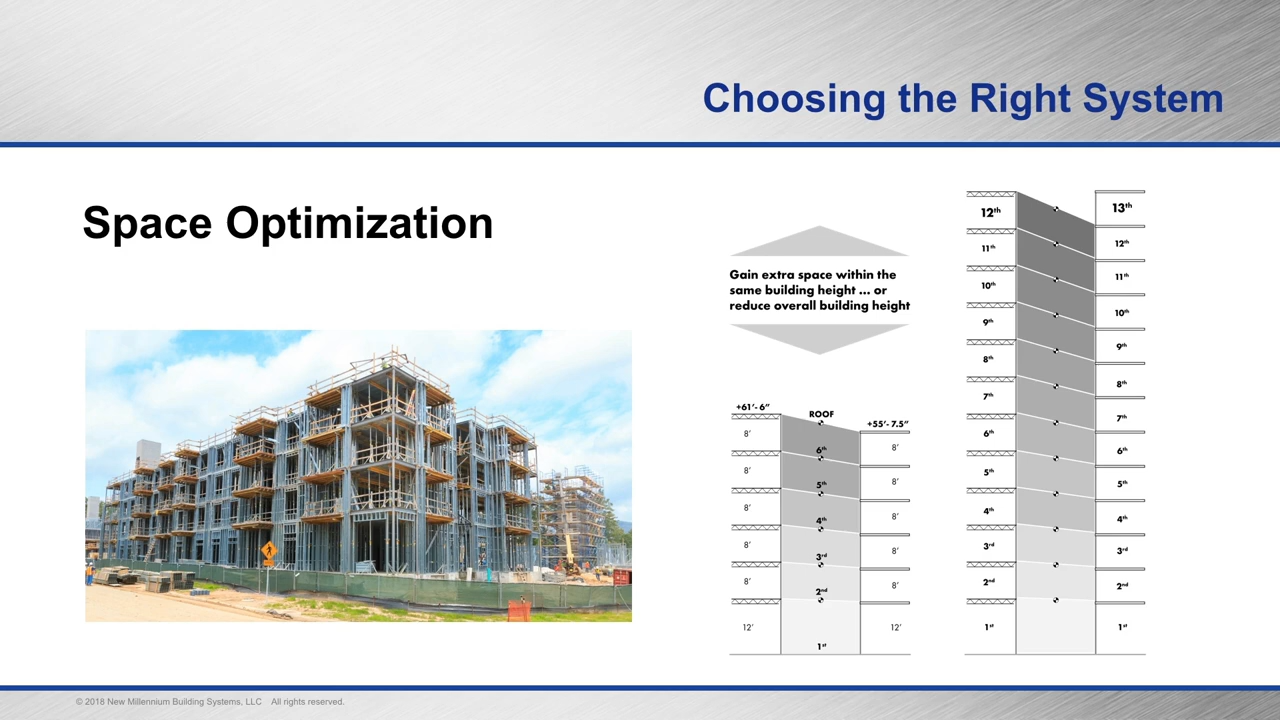 Choosing the Right System
Space Optimization
Gain extra space within the
same building height ... or
reduce overall building height
+61'- 6"
ROOF
+55'- 7.5"
8'
8'
6th
8'
8'
5th
8'
8'
4th
8'
8'
3rd
8'
8'
2nd
12'
12'
1st
12th
13th
11th
12th
10th
11th
9th
10th
8th
9th
7th
8th
6th
7th
5th
6th
4th
5th
3rd
4th
2nd
3rd
1st
2nd
1st
© 2018 New Millennium Building Systems, LLC All rights reserved.